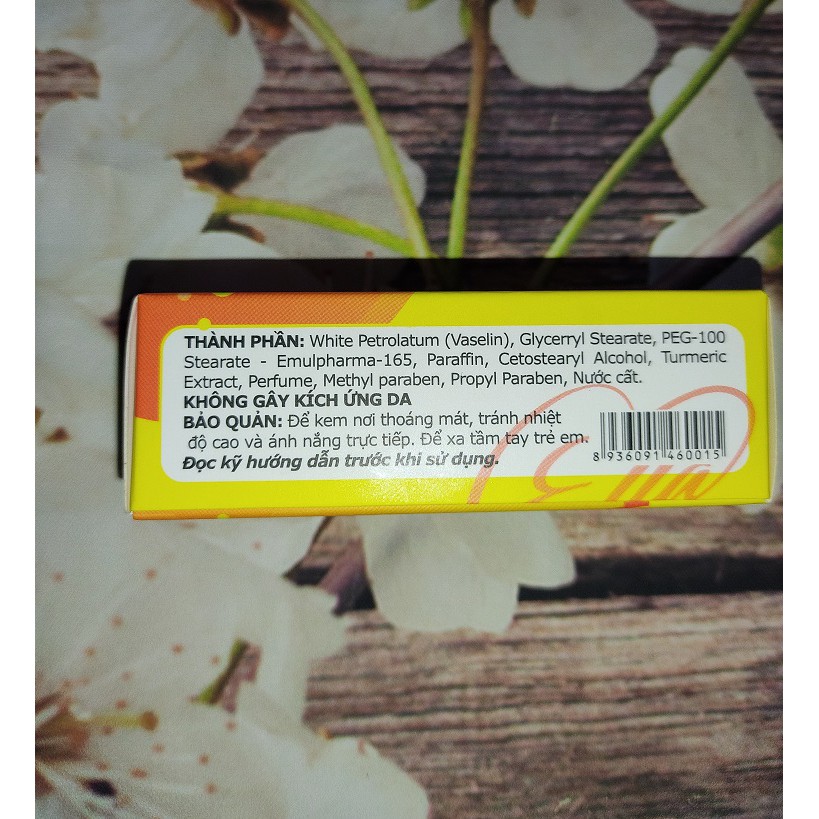 THÀNH PHẦN: White Petrolatum (Vaselin), Glycerryl Stearate, PEG-100
Stearate - Emulpharma-165, Paraffin, Cetostearyl Alcohol, Turmeric
Extract, Perfume, Methyl paraben, Propyl Paraben, Nước cất.
KHÔNG GÂY KÍCH ỨNG DA
BẢO QUẢN: Để kem nơi thoáng mát, tránh nhiệt
độ cao và ánh nắng trực tiếp. Để xa tầm tay trẻ em.
Đọc kỹ hướng dẫn trước khi sử dụng.
8 936091 460015